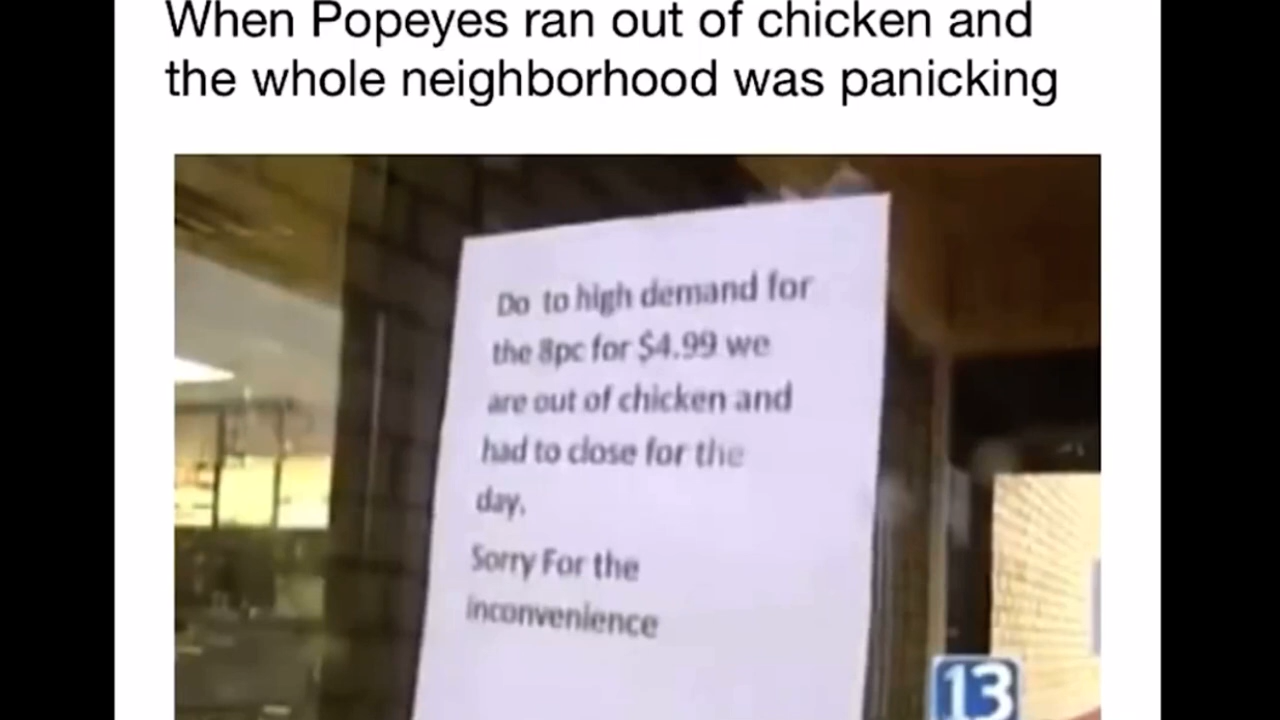 When Popeyes ran out of chicken and
the whole neighborhood was panicking
Do to high demand for
the 8pc for $4.99 we
are out of chicken and
had to close for the
day.
Sorry For the
inconvenience
13